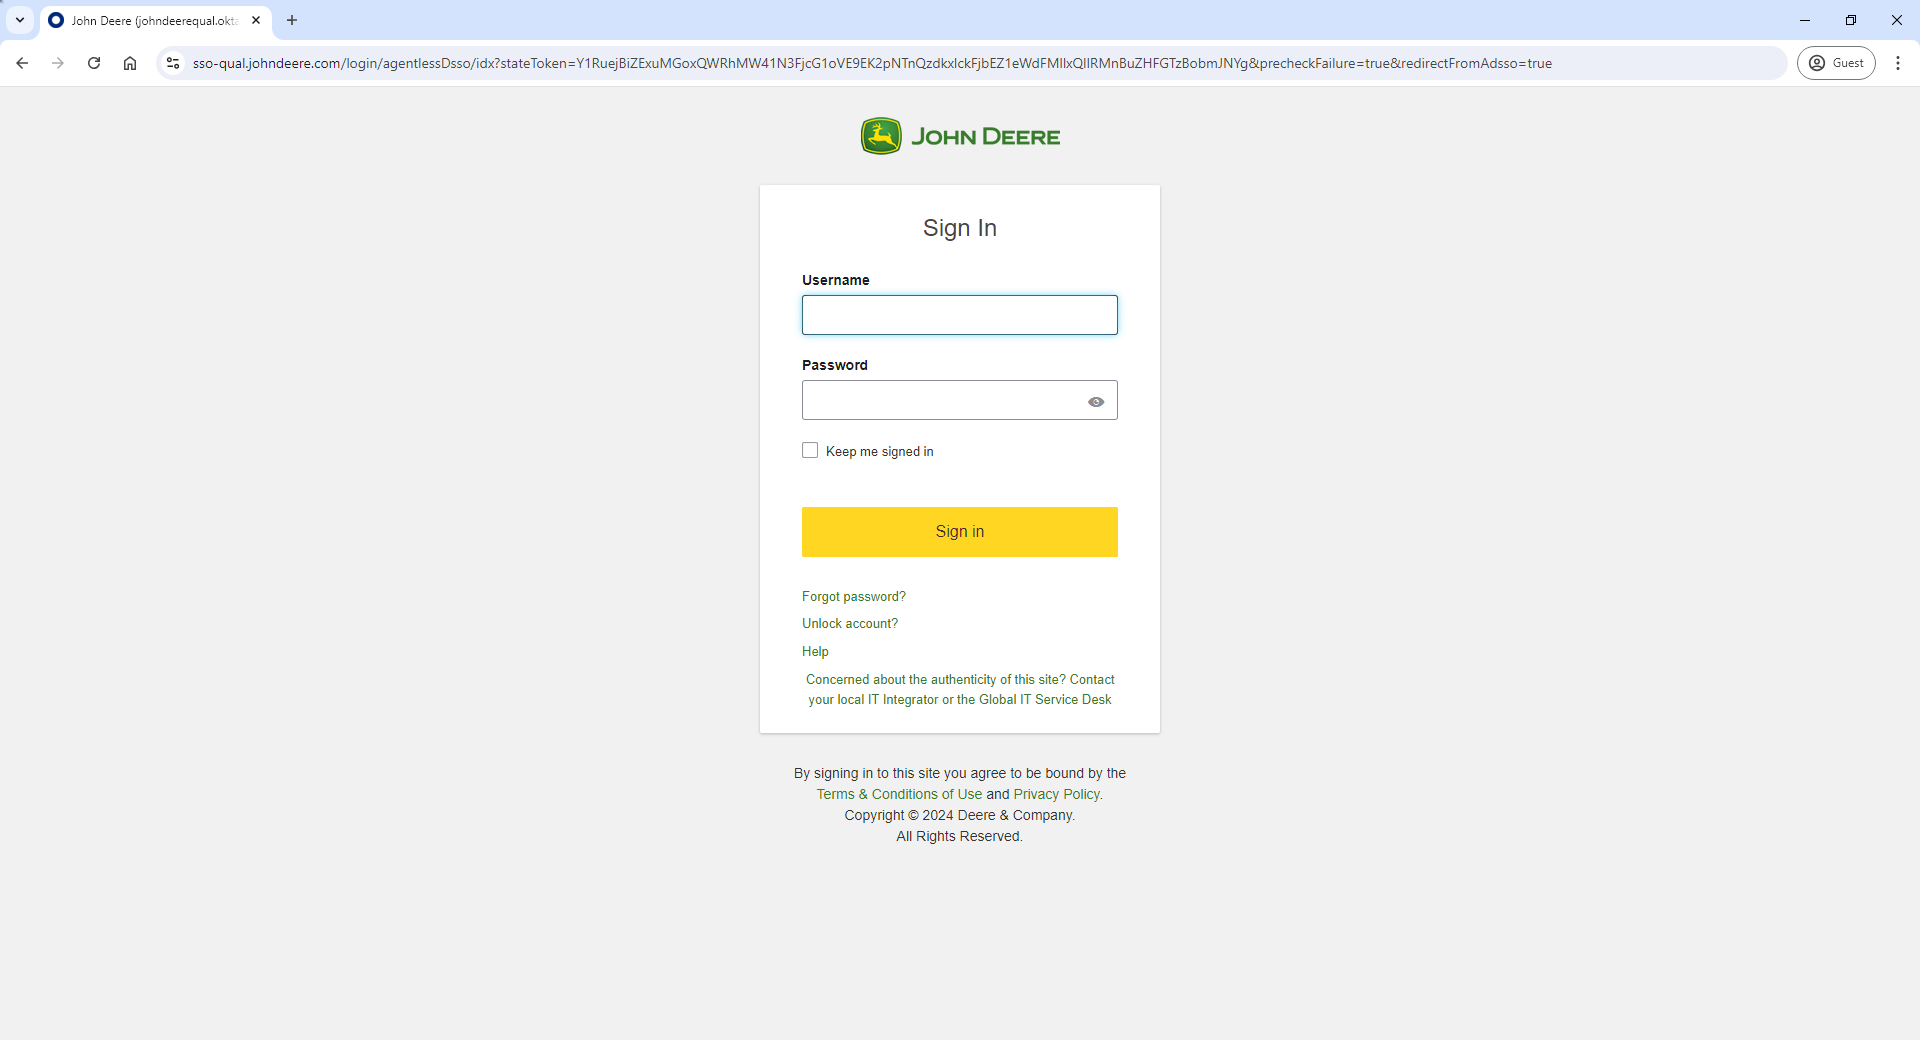 John Deere (johndeerequal.okta
sso-qual.johndeere.com/login/agentlessDsso/idx?stateToken=Y1RuejBiZExuMGoxQWRhMW41N3FjcG1oVE9EK2pNTnQzdkxIckFjbEZ1eWdFMllxQllRMnBuZHFGTzBobmJNYg&precheckFailure=true&redirectFromAdsso=true
Guest
JOHN DEERE
Sign In
Username
Password
Keep me signed in
Sign in
Forgot password?
Unlock account?
Help
Concerned about the authenticity of this site? Contact
your local IT Integrator or the Global IT Service Desk
By signing in to this site you agree to be bound by the
Terms & Conditions of Use and Privacy Policy.
Copyright © 2024 Deere & Company.
All Rights Reserved.